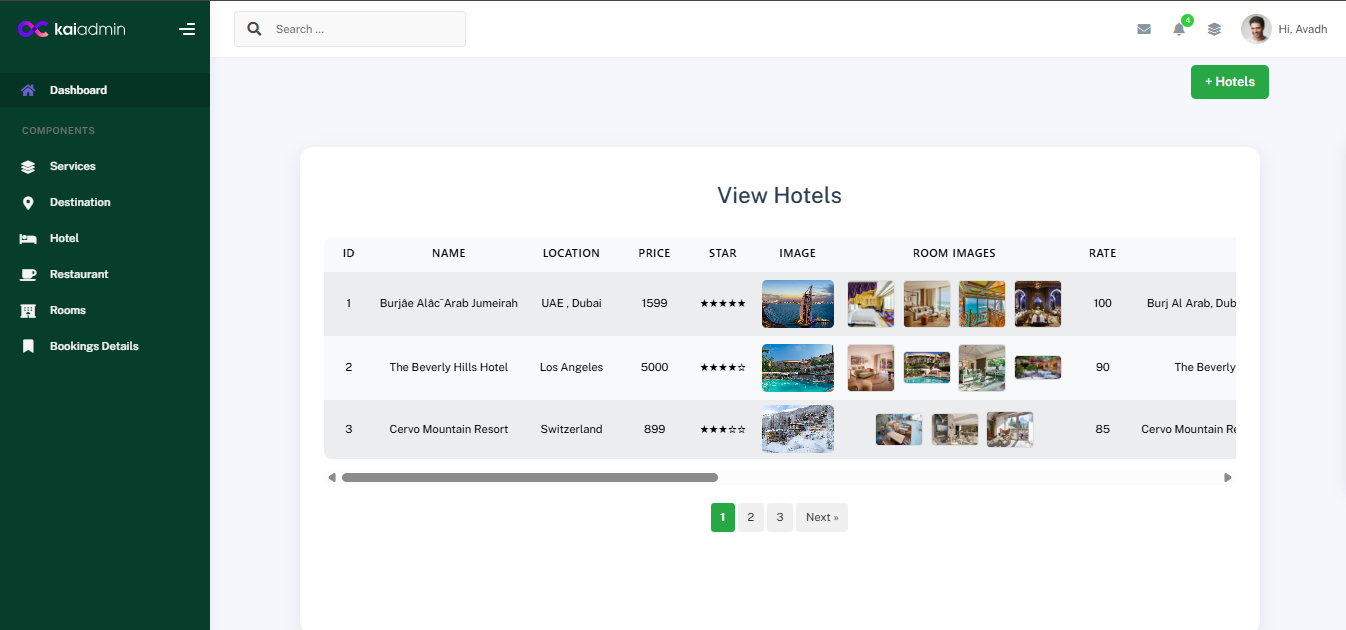 kaiadmin
Search ...
4
Hi, Avadh
+ Hotels
Dashboard
COMPONENTS
Services
Destination
Hotel
Restaurant
Rooms
Bookings Details
View Hotels
ID NAME LOCATION PRICE STAR IMAGE ROOM IMAGES RATE
1 Burjâe Alâc¯Arab Jumeirah UAE , Dubai 1599 ★★★★★ 100 Burj Al Arab, Dub
2 The Beverly Hills Hotel Los Angeles 5000 ★★★★☆ 90 The Beverly
3 Cervo Mountain Resort Switzerland 899 ★★★☆☆ 85 Cervo Mountain Re
1 2 3 Next »